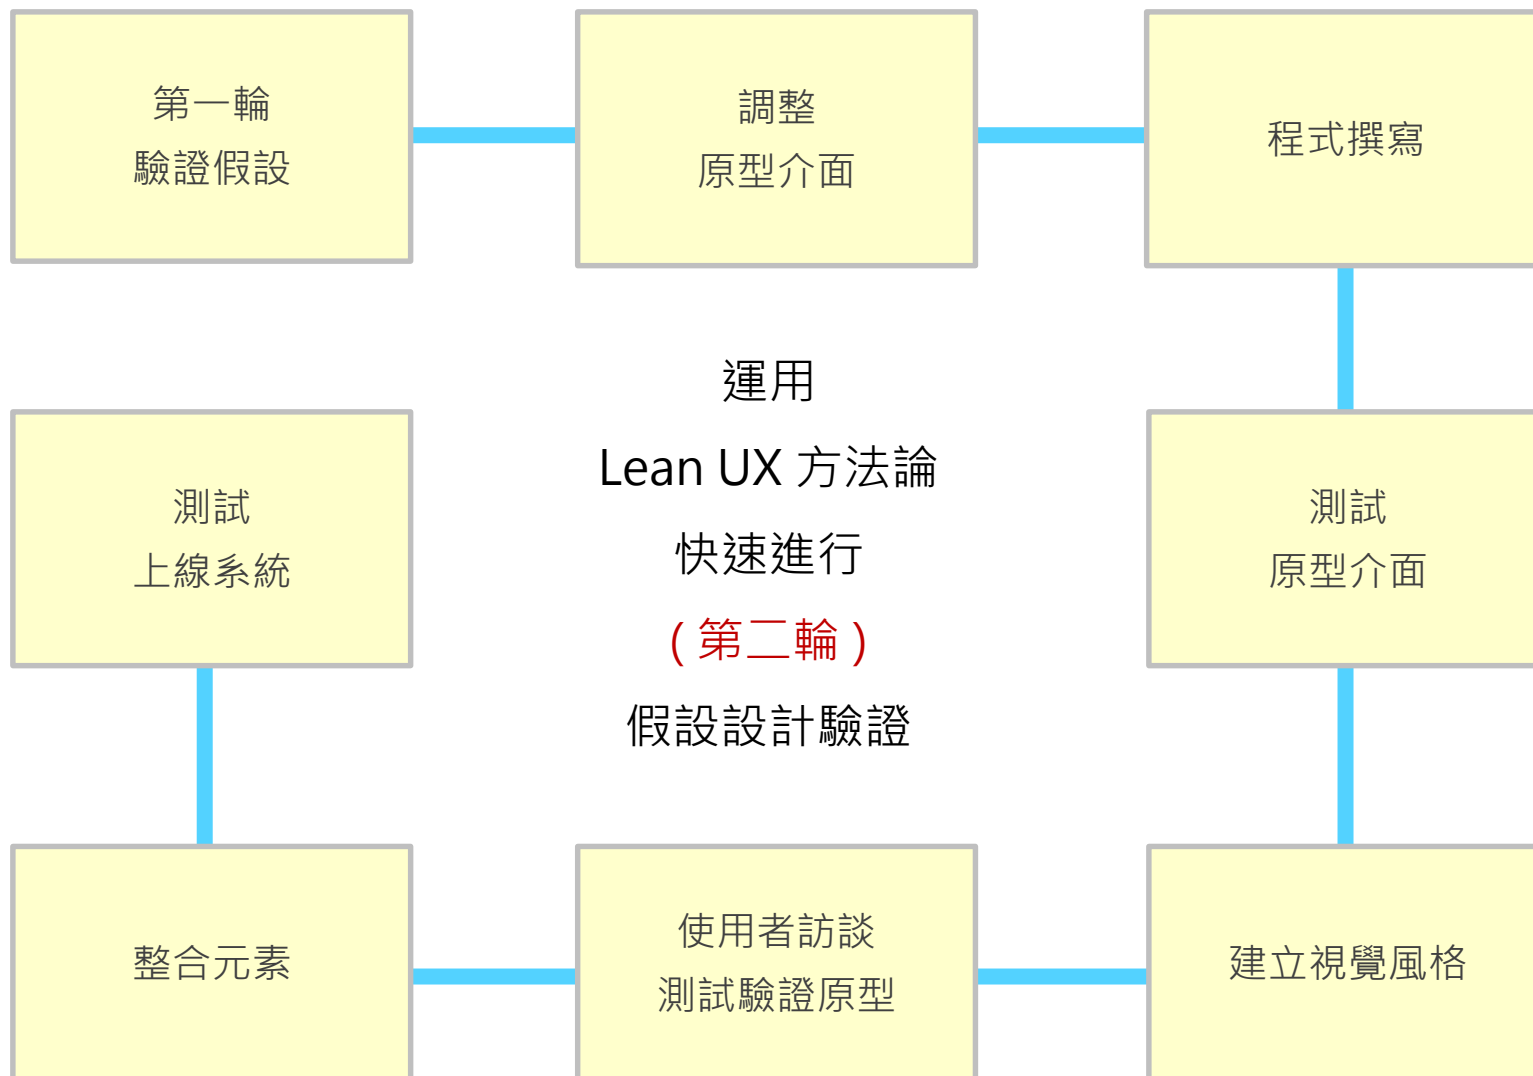 第一輪
驗證假設
調整
原型介面
程式撰寫
運用
Lean UX 方法論
快速進行
( 第二輪 )
假設設計驗證
測試
上線系統
測試
原型介面
整合元素
使用者訪談
測試驗證原型
建立視覺風格